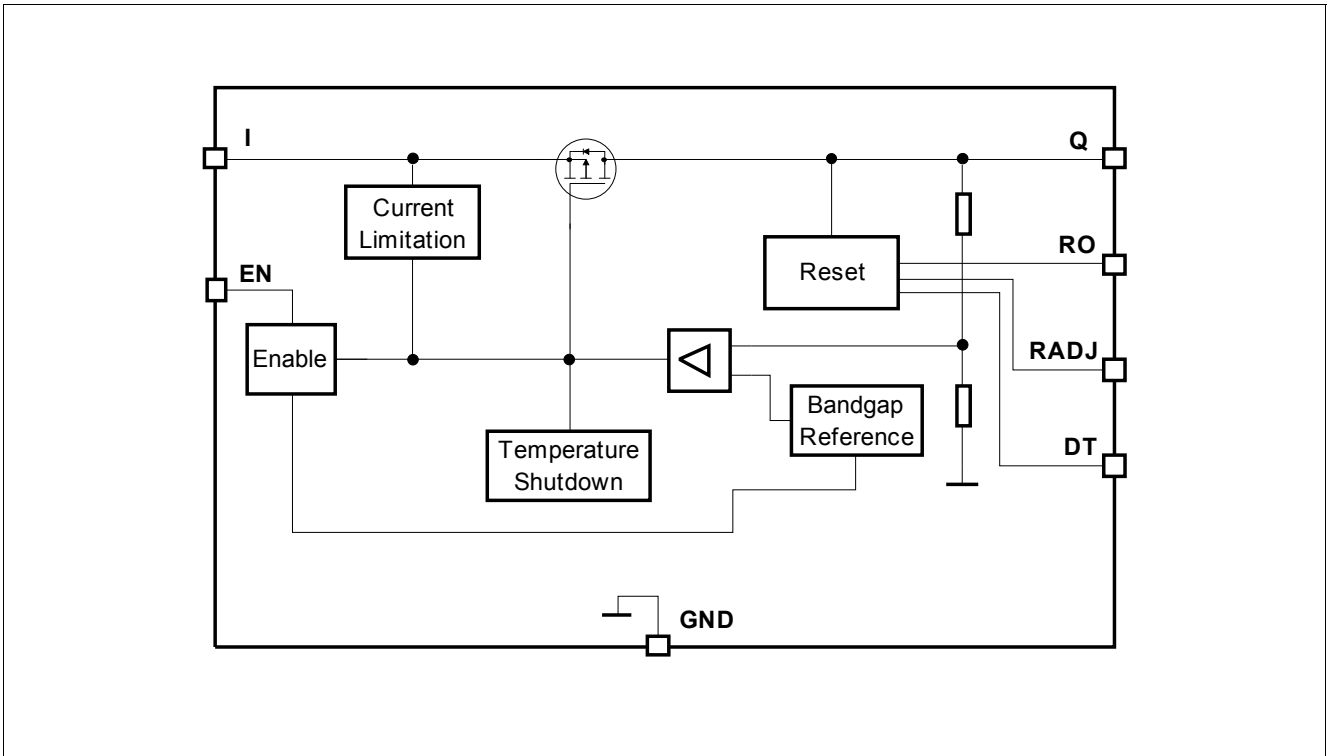 I
Q
Current
Limitation
EN
RO
Reset
Enable
RADJ
Bandgap
Reference
Temperature
Shutdown
DT
GND